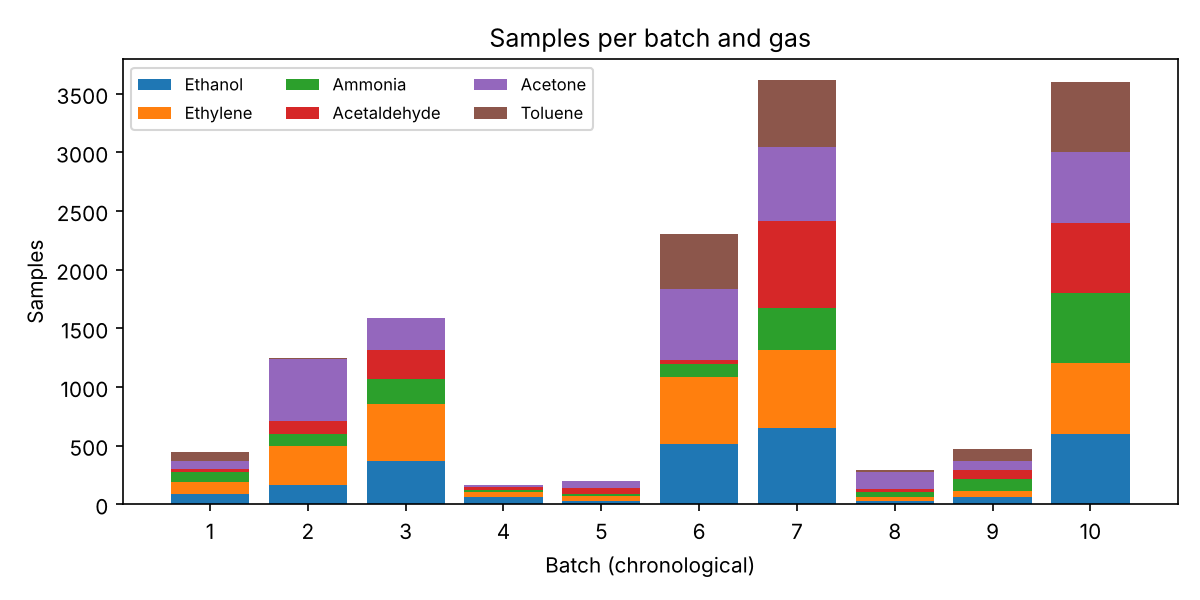 Samples per batch and gas
Ethanol
Ammonia
Acetone
Ethylene
Acetaldehyde
Toluene
3500
3000
2500
2000
1500
1000
500
0
Samples
1 2 3 4 5 6 7 8 9 10
Batch (chronological)